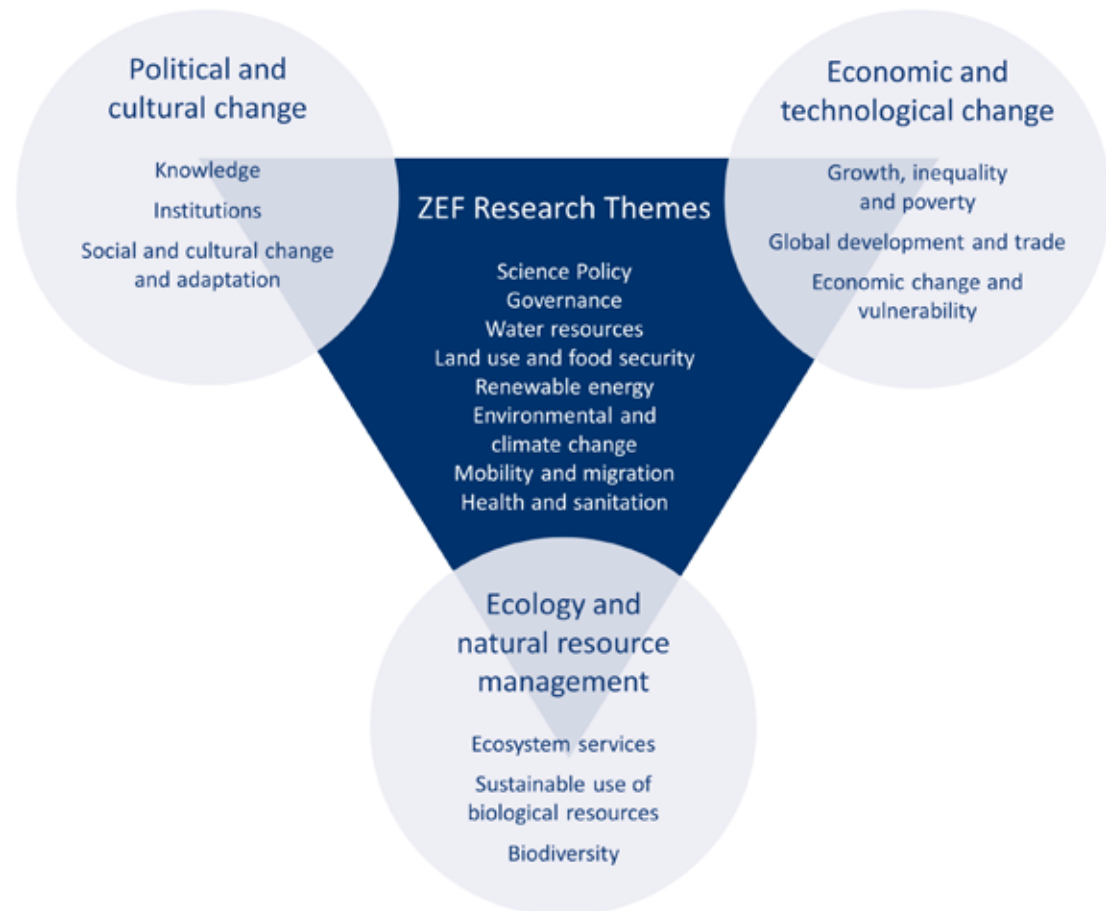 Political and
cultural change
Knowledge
Institutions
Social and cultural change
and adaptation
Economic and
technological change
Growth, inequality
and poverty
Global development and trade
Economic change and
vulnerability
ZEF Research Themes
Science Policy
Governance
Water resources
Land use and food security
Renewable energy
Environmental and
climate change
Mobility and migration
Health and sanitation
Ecology and
natural resource
management
Ecosystem services
Sustainable use of
biological resources
Biodiversity